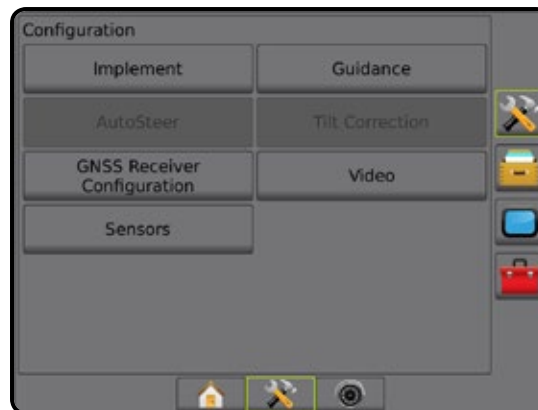 Configuration
Implement
Guidance
AutoSteer
Tilt Correction
GNSS Receiver
Configuration
Video
Sensors